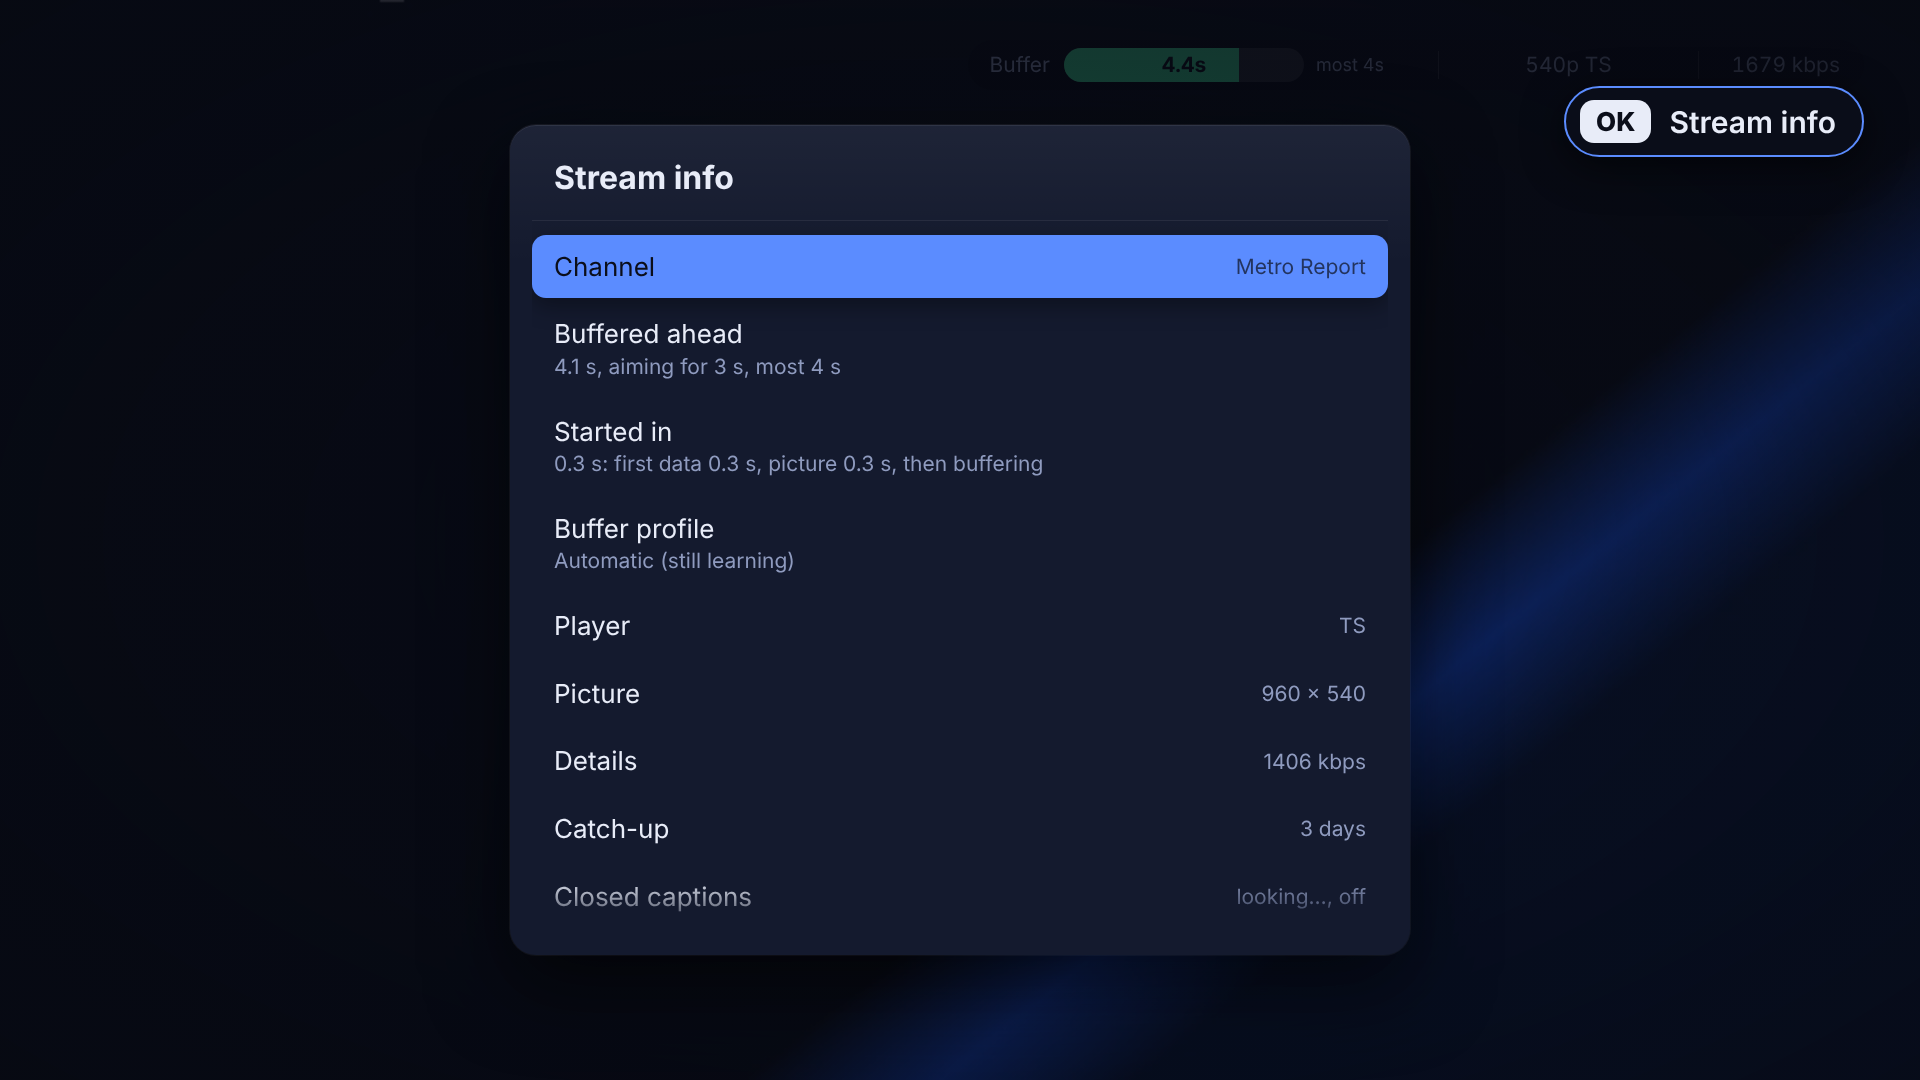 Buffer 4.4s most 4s 540p TS 1679 kbps
OK Stream info
Stream info
Channel Metro Report
Buffered ahead
4.1 s, aiming for 3 s, most 4 s
Started in
0.3 s: first data 0.3 s, picture 0.3 s, then buffering
Buffer profile
Automatic (still learning)
Player TS
Picture 960 × 540
Details 1406 kbps
Catch-up 3 days
Closed captions looking..., off